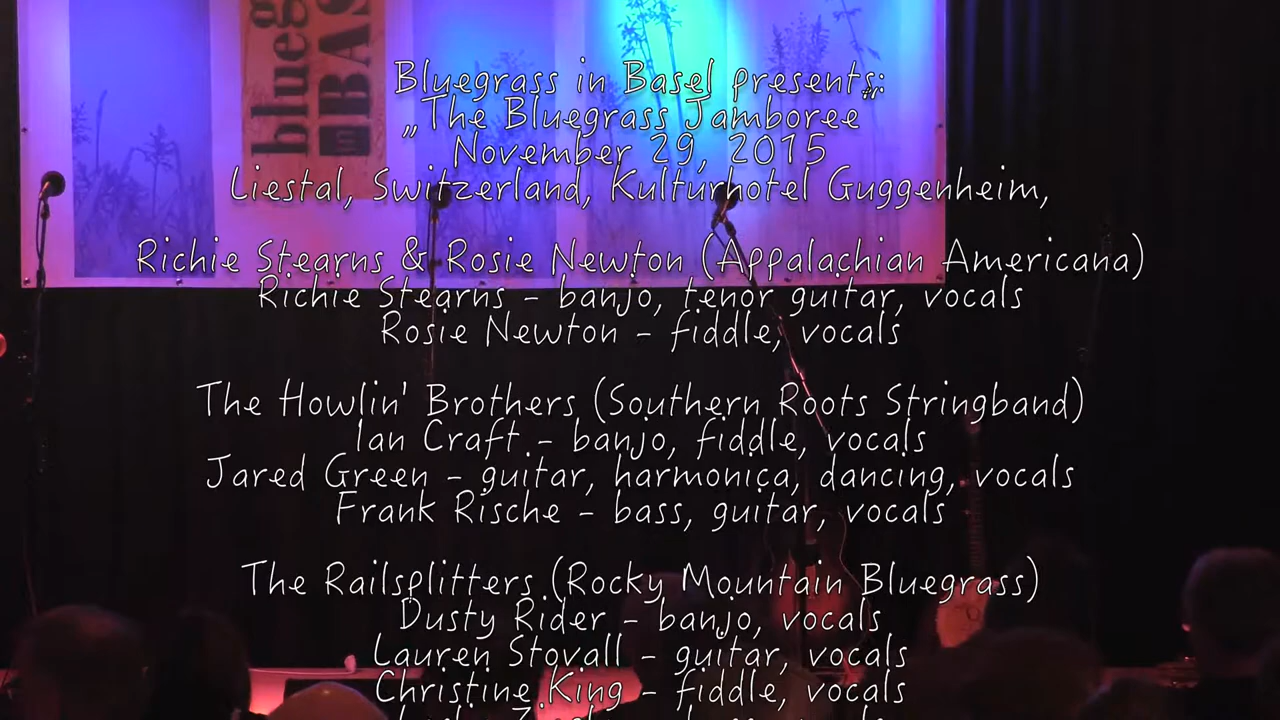 blueg
in BAS
Bluegrass in Basel presents:
„The Bluegrass Jamboree“
November 29, 2015
Liestal, Switzerland, Kulturhotel Guggenheim,
Richie Stearns & Rosie Newton (Appalachian Americana)
Richie Stearns - banjo, tenor guitar, vocals
Rosie Newton - fiddle, vocals
The Howlin' Brothers (Southern Roots Stringband)
Ian Craft - banjo, fiddle, vocals
Jared Green - guitar, harmonica, dancing, vocals
Frank Rische - bass, guitar, vocals
The Railsplitters (Rocky Mountain Bluegrass)
Dusty Rider - banjo, vocals
Lauren Stovall - guitar, vocals
Christine King - fiddle, vocals